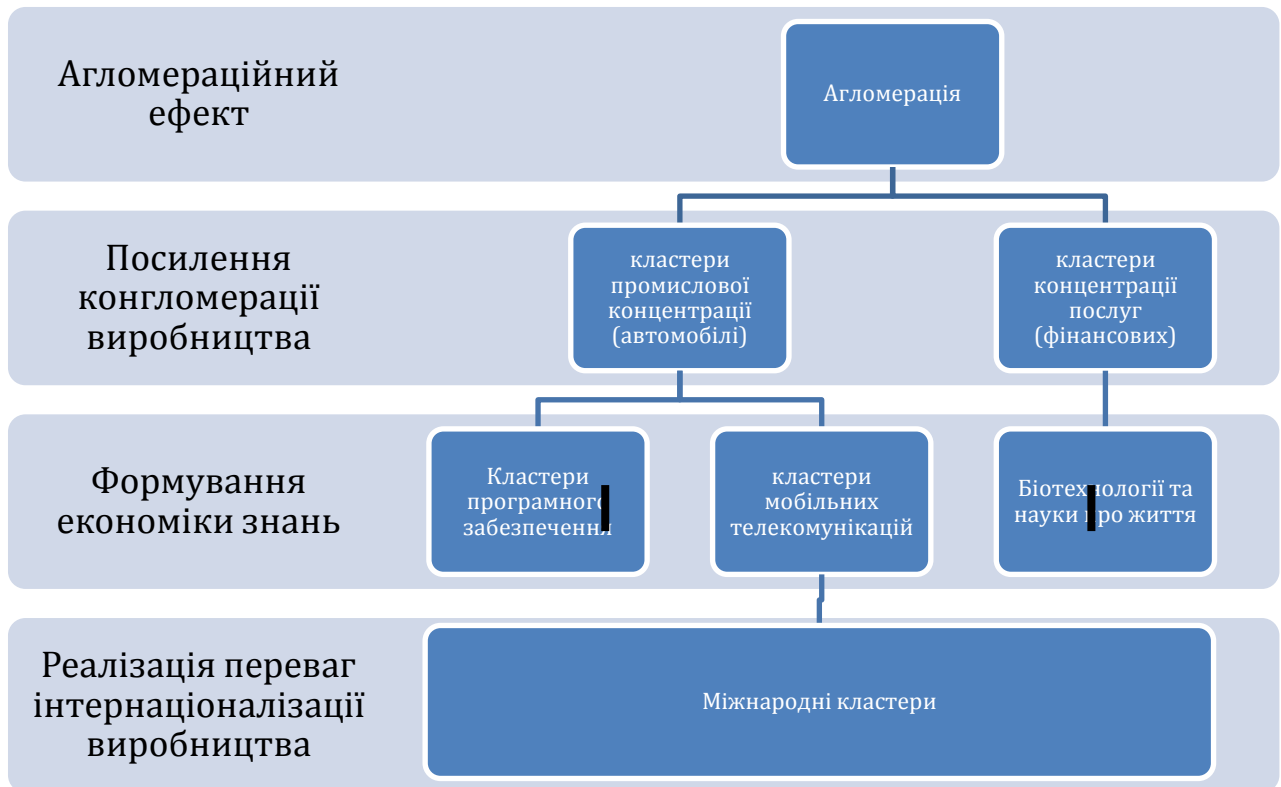 Агломераційний
ефект
Агломерація
Посилення
конгломерації
виробництва
кластери
промислової
концентрації
(автомобілі)
кластери
концентрації
послуг
(фінансових)
Формування
економіки знань
Кластери
програмного
забезпечення
кластери
мобільних
телекомунікацій
Біотехнології та
науки про життя
Реалізація переваг
інтернаціоналізації
виробництва
Міжнародні кластери